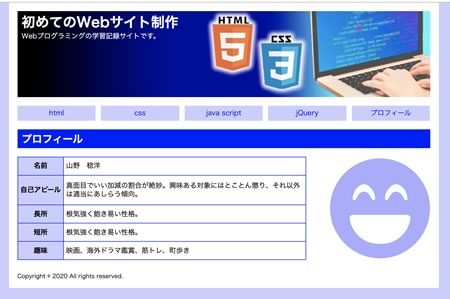 初めてのWebサイト制作
Webプログラミングの学習記録サイトです。
HTML
5
CSS
3
html
css
java script
jQuery
プロフィール
プロフィール
名前
山野 稔洋
自己アピール
真面目でいい加減の割合が絶妙。興味ある対象にはとことん懲り、それ以外
は適当にあしらう傾向。
長所
根気強く飽き易い性格。
短所
根気強く飽き易い性格。
趣味
映画、海外ドラマ鑑賞、筋トレ、町歩き
Copyright © 2020 All rights reserved.